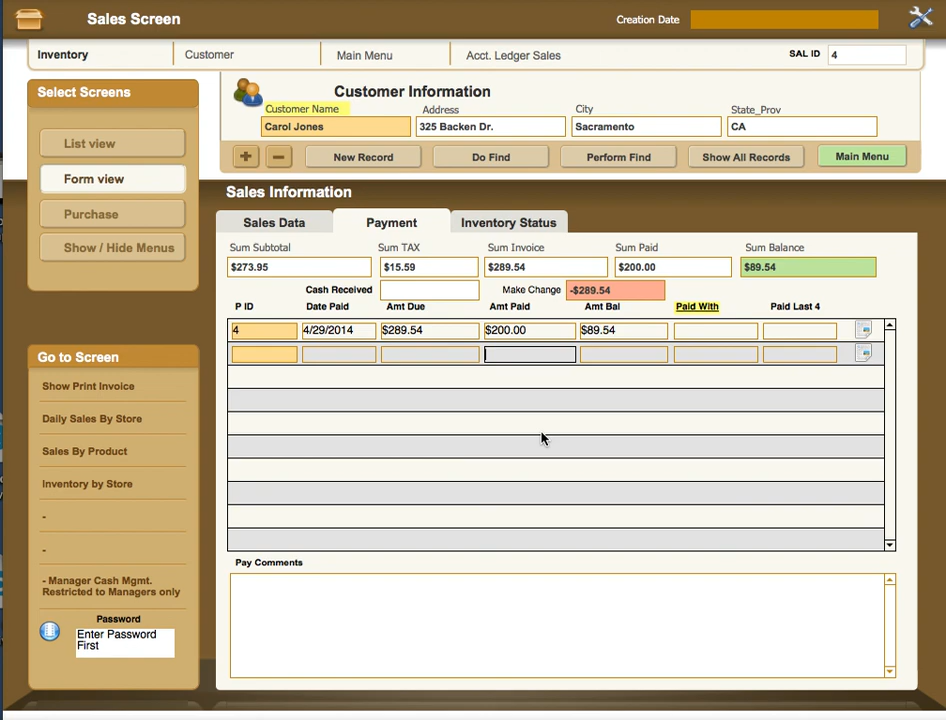 Sales Screen
Creation Date
Inventory
Customer
Main Menu
Acct. Ledger Sales
SAL ID
4
Select Screens
List view
Form view
Purchase
Show / Hide Menus
Customer Information
Customer Name
Address
City
State_Prov
Carol Jones
325 Backen Dr.
Sacramento
CA
+
−
New Record
Do Find
Perform Find
Show All Records
Main Menu
Sales Information
Sales Data
Payment
Inventory Status
Sum Subtotal
Sum TAX
Sum Invoice
Sum Paid
Sum Balance
$273.95
$15.59
$289.54
$200.00
$89.54
Cash Received
Make Change
-$289.54
P ID
Date Paid
Amt Due
Amt Paid
Amt Bal
Paid With
Paid Last 4
4
4/29/2014
$289.54
$200.00
$89.54
Go to Screen
Show Print Invoice
Daily Sales By Store
Sales By Product
Inventory by Store
-
-
- Manager Cash Mgmt.
Restricted to Managers only
Password
Enter Password
First
Pay Comments